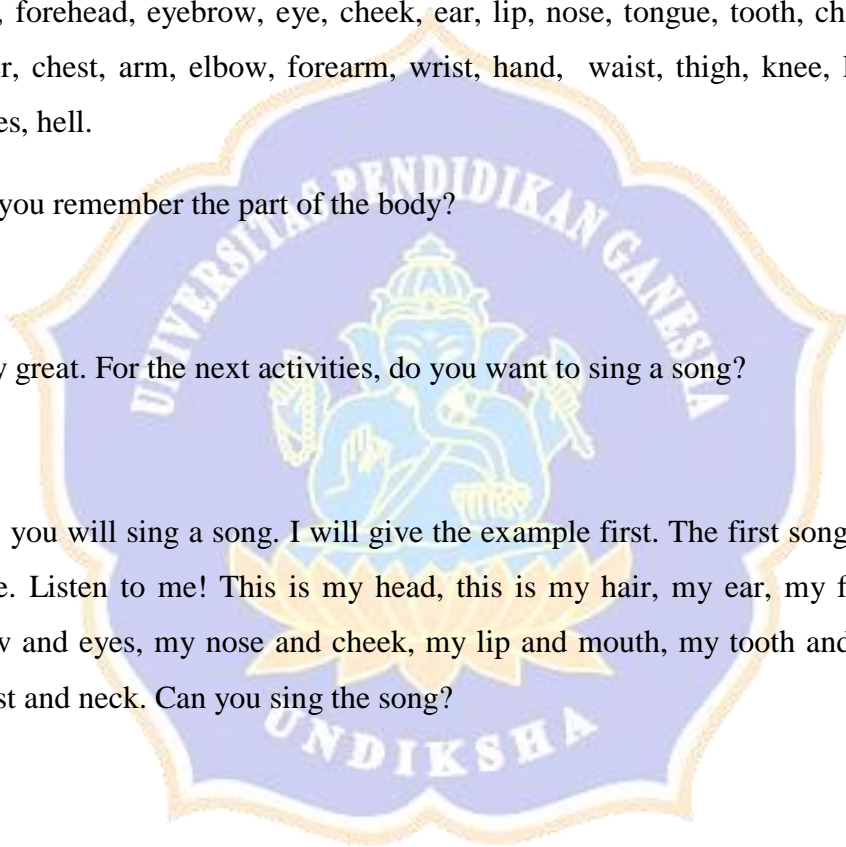 , forehead, eyebrow, eye, cheek, ear, lip, nose, tongue, tooth, ch
r, chest, arm, elbow, forearm, wrist, hand, waist, thigh, knee,
es, hell.
you remember the part of the body?
y great. For the next activities, do you want to sing a song?
you will sing a song. I will give the example first. The first song
e. Listen to me! This is my head, this is my hair, my ear, my f
w and eyes, my nose and cheek, my lip and mouth, my tooth and
st and neck. Can you sing the song?
UNIVERSITAS PENDIDIKAN GANESHA
UNDIKSHA